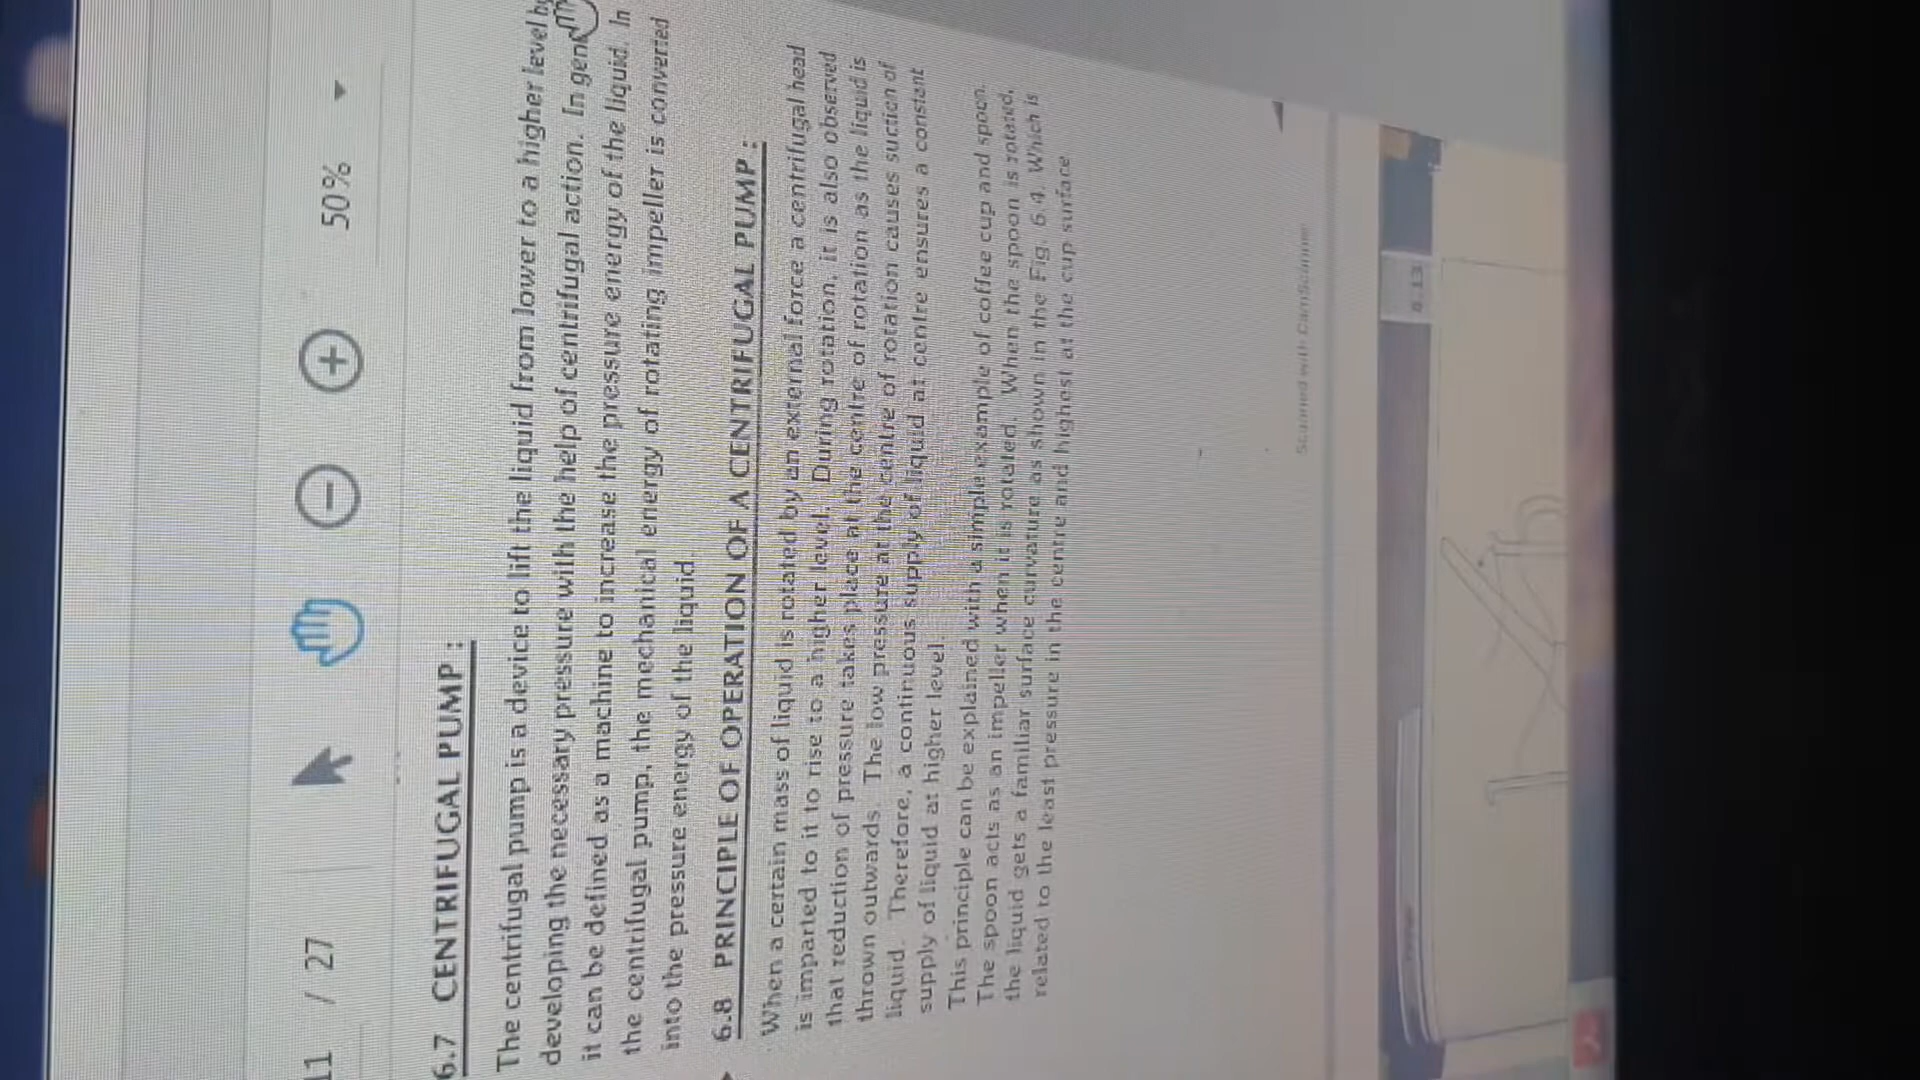 11 / 27
50%
6.7 CENTRIFUGAL PUMP :
The centrifugal pump is a device to lift the liquid from lower to a higher level
developing the necessary pressure with the help of centrifugal action. In
it can be defined as a machine to increase the pressure energy of the liquid. In
the centrifugal pump, the mechanical energy of rotating impeller is converted
into the pressure energy of the liquid.
6.8 PRINCIPLE OF OPERATION OF A CENTRIFUGAL PUMP :
When a certain mass of liquid is rotated by an external force a centrifugal head
is imparted to it to rise to a higher level. During rotation, it is also observed
that reduction of pressure takes place at the centre of rotation as the liquid is
thrown outwards. The low pressure at the centre of rotation causes suction of
liquid. Therefore, a continuous supply of liquid at centre ensures a constant
supply of liquid at higher level.
This principle can be explained with a simple example of coffee cup and spoon.
The spoon acts as an impeller when it is rotated. When the spoon is rotated,
the liquid gets a familiar surface curvature as shown in the Fig. 6.4. Which is
related to the least pressure in the centre and highest at the cup surface
Scanned with CamScanner